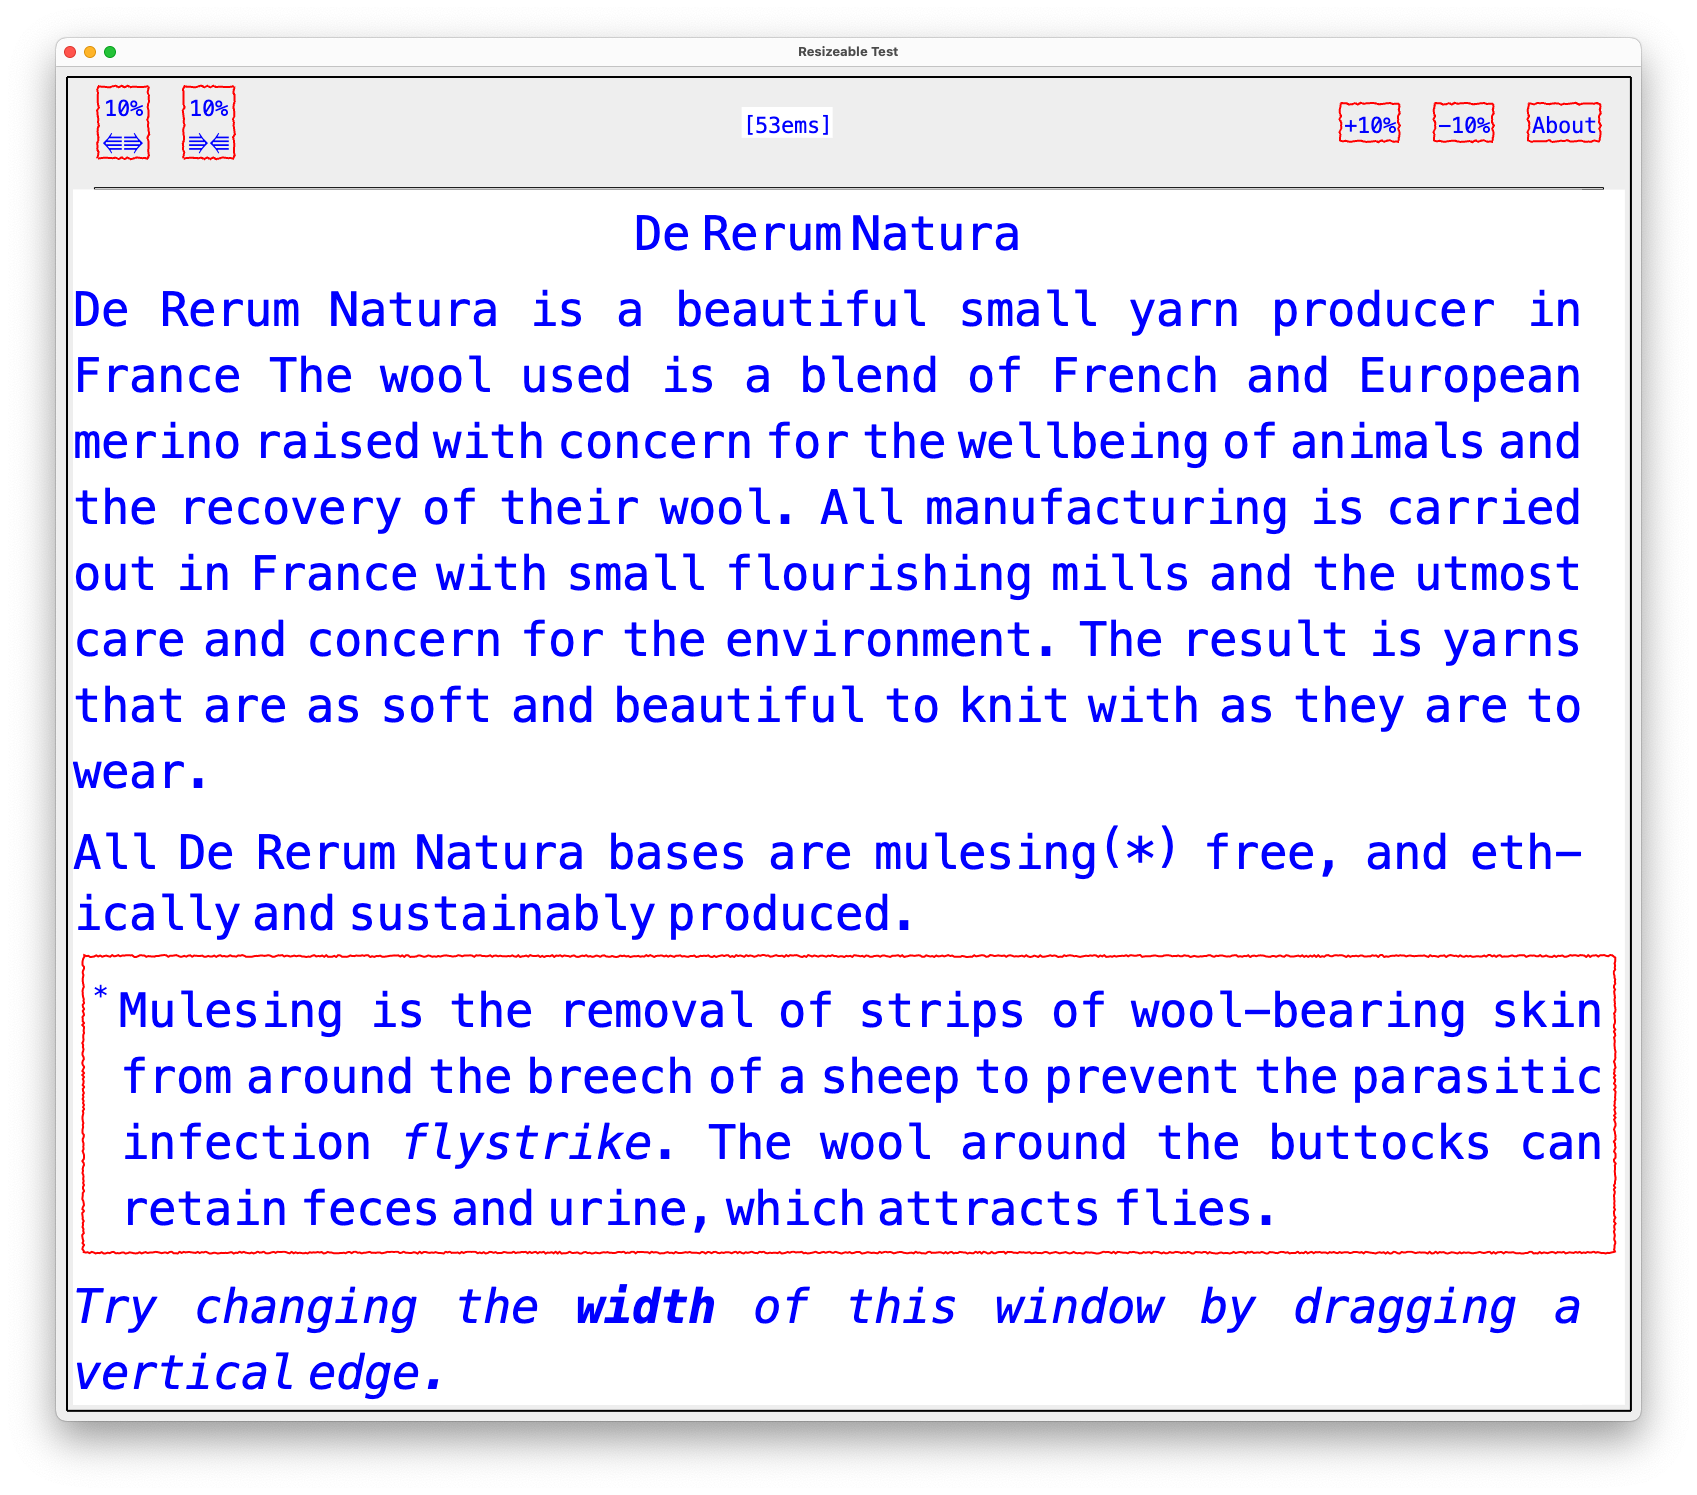 Resizeable Test
10% 10% [53ems] +10% -10% About
⭅⭆ ⭆⭅
De Rerum Natura
De Rerum Natura is a beautiful small yarn producer in
France The wool used is a blend of French and European
merino raised with concern for the wellbeing of animals and
the recovery of their wool. All manufacturing is carried
out in France with small flourishing mills and the utmost
care and concern for the environment. The result is yarns
that are as soft and beautiful to knit with as they are to
wear.
All De Rerum Natura bases are mulesing(*) free, and eth-
ically and sustainably produced.
* Mulesing is the removal of strips of wool-bearing skin
from around the breech of a sheep to prevent the parasitic
infection flystrike. The wool around the buttocks can
retain feces and urine, which attracts flies.
Try changing the width of this window by dragging a
vertical edge.